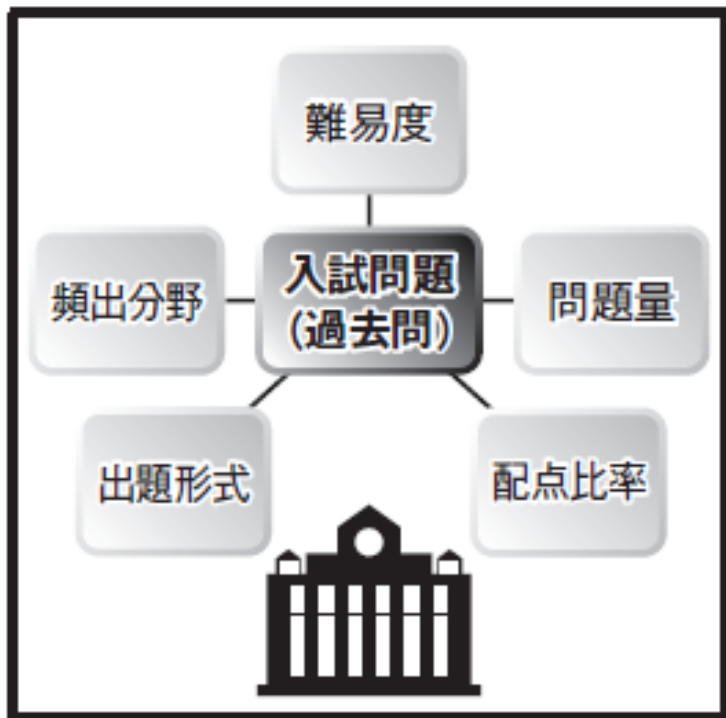 難易度
頻出分野
入試問題
(過去問)
問題量
出題形式
配点比率